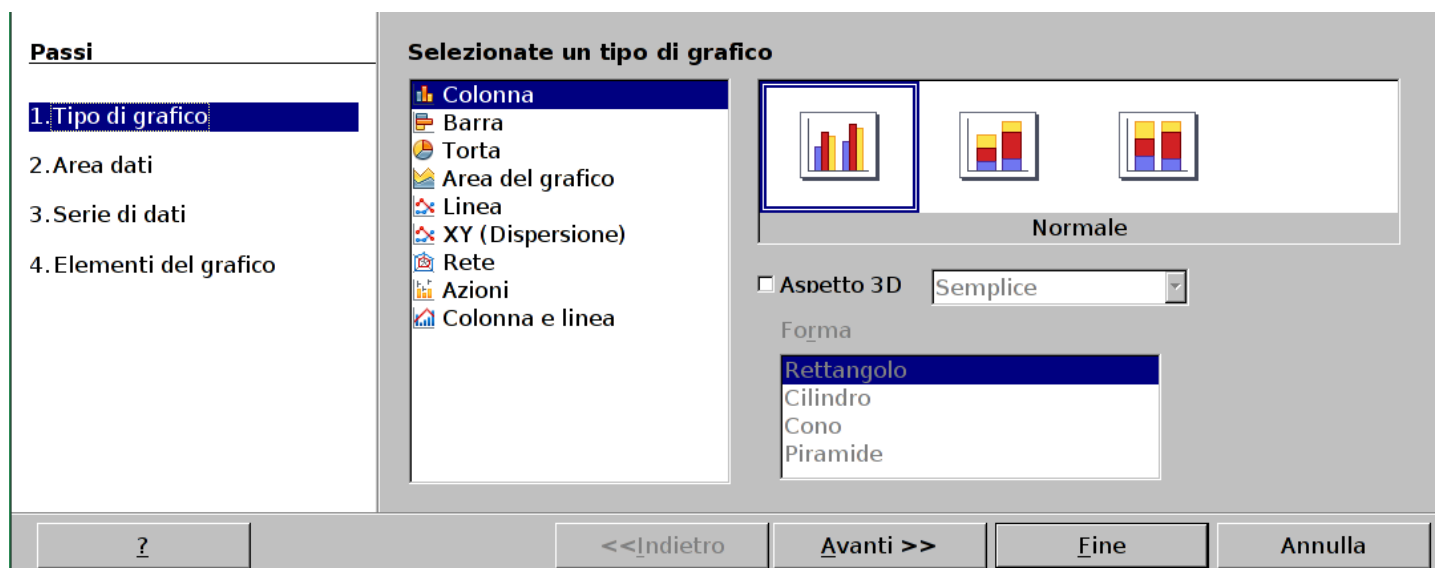 Passi
1.Tipo di grafico
2.Area dati
3.Serie di dati
4.Elementi del grafico
Selezionate un tipo di grafico
Colonna
Barra
Torta
Area del grafico
Linea
XY (Dispersione)
Rete
Azioni
Colonna e linea
Normale
Aspetto 3D
Semplice
Forma
Rettangolo
Cilindro
Cono
Piramide
?
<<Indietro
Avanti >>
Fine
Annulla